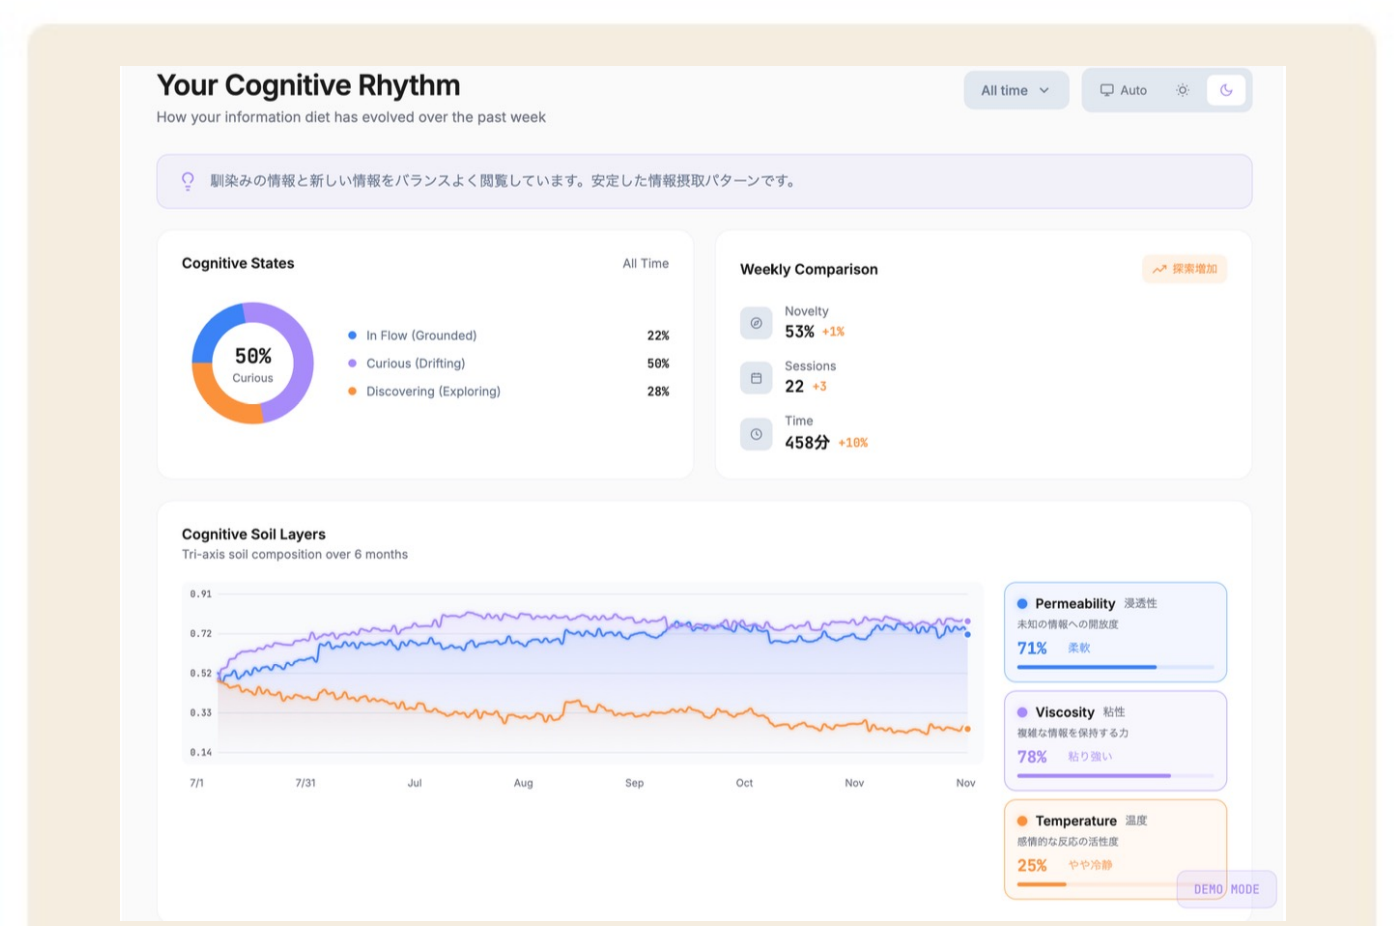 Your Cognitive Rhythm
How your information diet has evolved over the past week
All time
Auto
馴染みの情報と新しい情報をバランスよく閲覧しています。安定した情報摂取パターンです。
Cognitive States
All Time
50%
Curious
In Flow (Grounded) 22%
Curious (Drifting) 50%
Discovering (Exploring) 28%
Weekly Comparison
探索増加
Novelty
53% +1%
Sessions
22 +3
Time
458分 +10%
Cognitive Soil Layers
Tri-axis soil composition over 6 months
0.91
0.72
0.52
0.33
0.14
7/1 7/31 Jul Aug Sep Oct Nov Nov
Permeability 浸透性
未知の情報への開放度
71% 柔軟
Viscosity 粘性
複雑な情報を保持する力
78% 粘り強い
Temperature 温度
感情的な反応の活性度
25% やや冷静
DEMO MODE